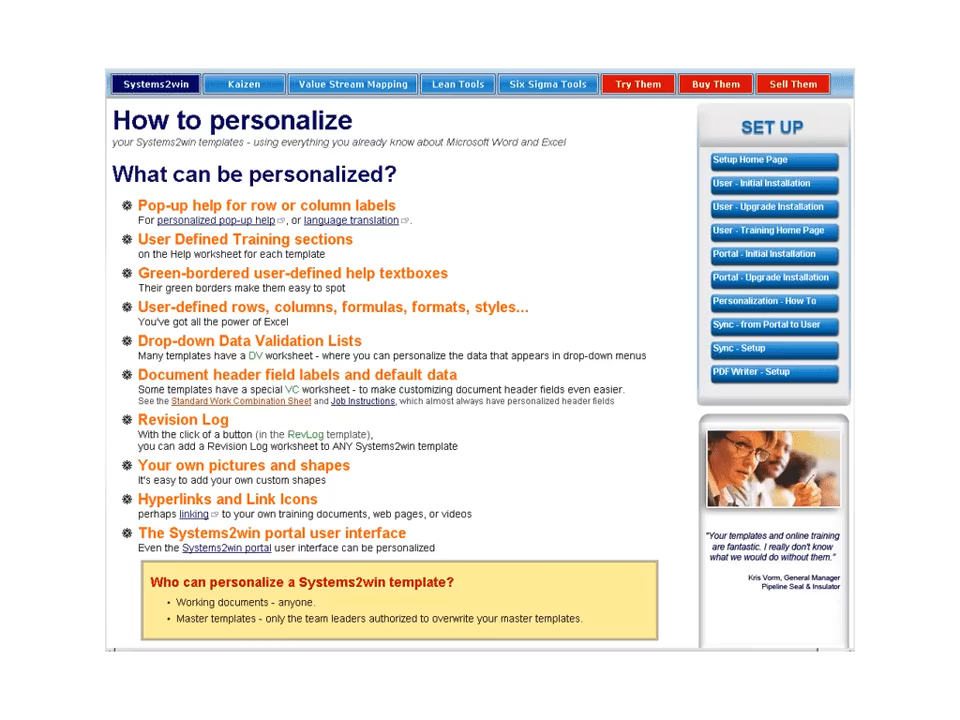 Systems2win
Kaizen
Value Stream Mapping
Lean Tools
Six Sigma Tools
Try Them
Buy Them
Sell Them
How to personalize
your Systems2win templates - using everything you already know about Microsoft Word and Excel
What can be personalized?
Pop-up help for row or column labels
For personalized pop-up help, or language translation.
User Defined Training sections
on the Help worksheet for each template
Green-bordered user-defined help textboxes
Their green borders make them easy to spot
User-defined rows, columns, formulas, formats, styles...
You've got all the power of Excel
Drop-down Data Validation Lists
Many templates have a DV worksheet - where you can personalize the data that appears in drop-down menus
Document header field labels and default data
Some templates have a special VC worksheet - to make customizing document header fields even easier.
See the Standard Work Combination Sheet and Job Instructions, which almost always have personalized header fields
Revision Log
With the click of a button (in the RevLog template),
you can add a Revision Log worksheet to ANY Systems2win template
Your own pictures and shapes
It's easy to add your own custom shapes
Hyperlinks and Link Icons
perhaps linking to your own training documents, web pages, or videos
The Systems2win portal user interface
Even the Systems2win portal user interface can be personalized
Who can personalize a Systems2win template?
• Working documents - anyone.
• Master templates - only the team leaders authorized to overwrite your master templates.
SET UP
Setup Home Page
User - Initial Installation
User - Upgrade Installation
User - Training Home Page
Portal - Initial Installation
Portal - Upgrade Installation
Personalization - How To
Sync - from Portal to User
Sync - Setup
PDF Writer - Setup
"Your templates and online training
are fantastic. I really don't know
what we would do without them."
Kris Vorm, General Manager
Pipeline Seal & Insulator